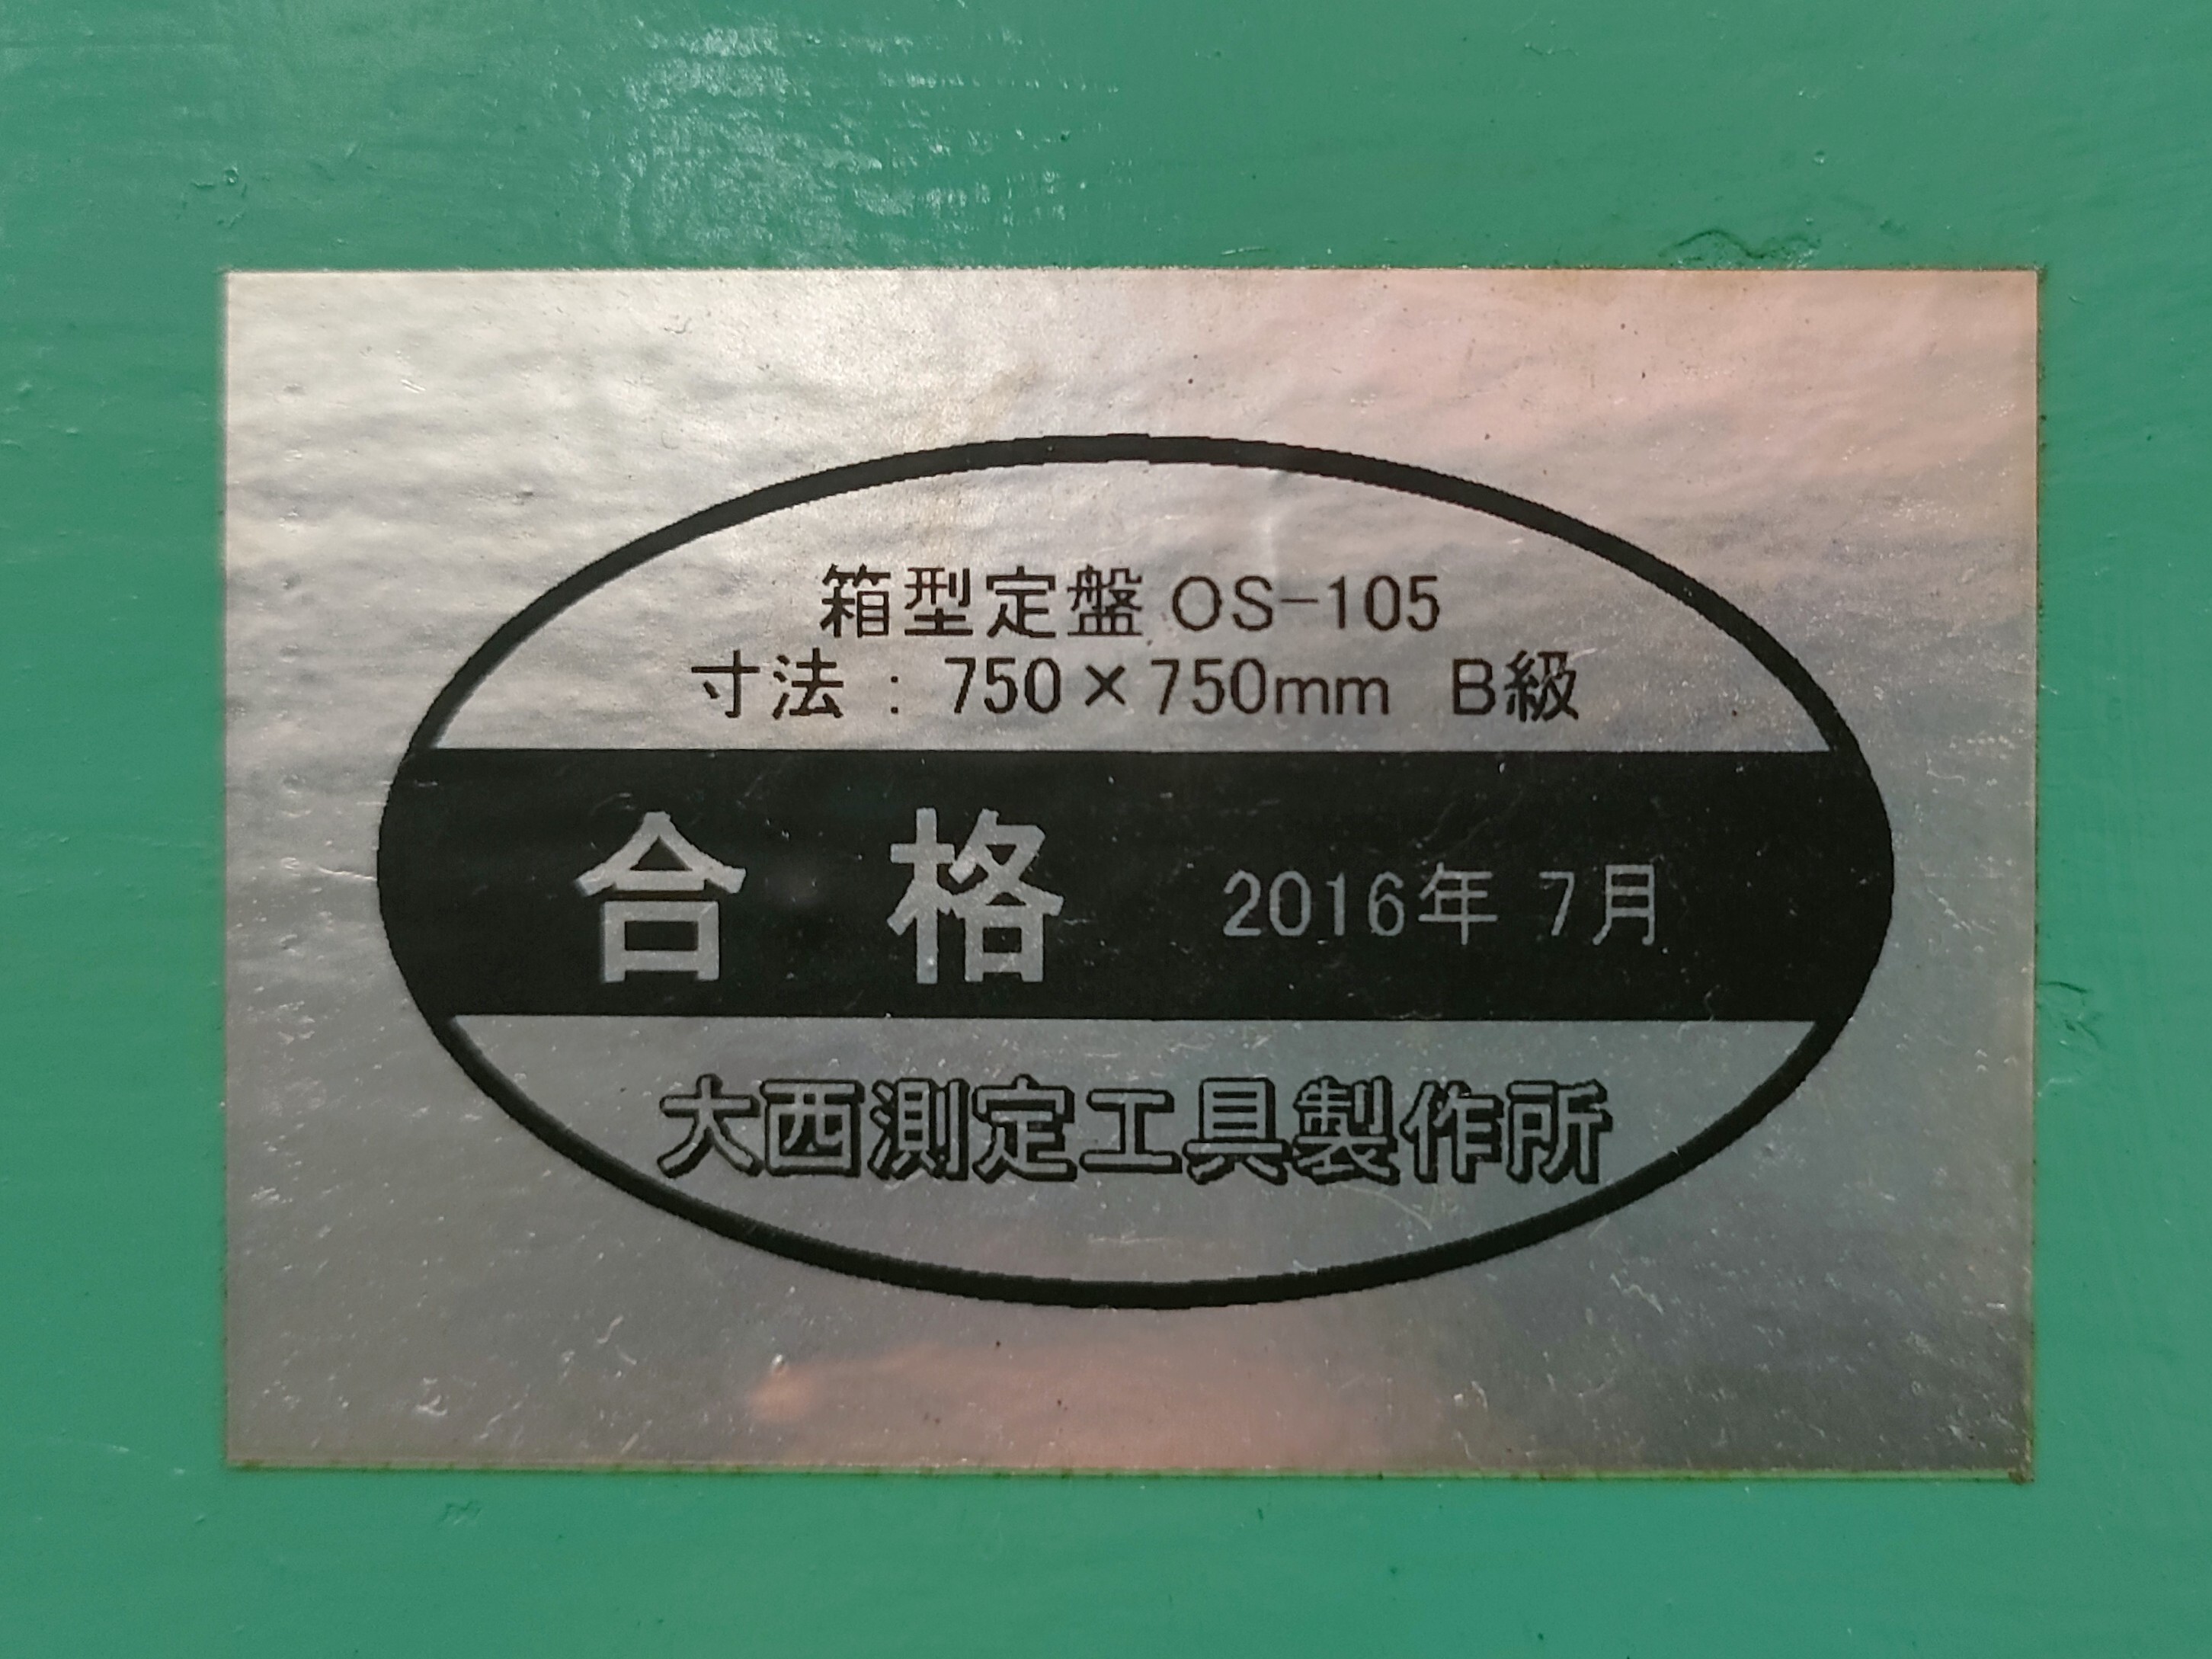 箱型定盤 OS-105
寸法：750×750mm B級
合格 2016年 7月
大西測定工具製作所